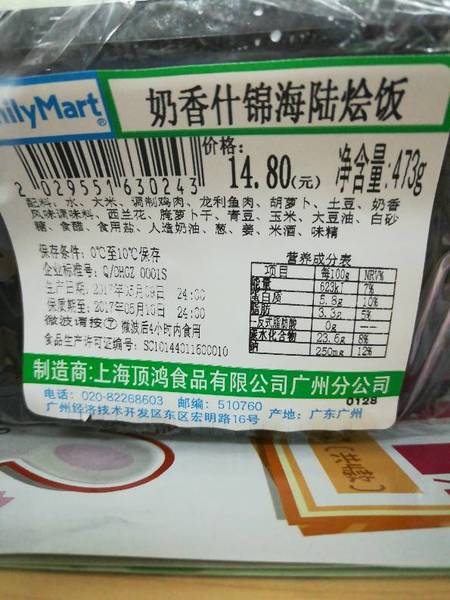 milyMart®
奶香什锦海陆烩饭
价格:
14.80(元) 净含量:473g
2 029551 630243
配料、水、大米、调制鸡肉、龙利鱼肉、胡萝卜、土豆、奶香
风味调味料、西兰花、腌萝卜干、青豆、玉米、大豆油、白砂
糖、食醋、食用盐、人造奶油、葱、姜、米酒、味精
保存条件: 0℃至10℃保存
企业标准号: Q/DHGZ 0001S
生产日期: 2017年05月09日 24:00
保质期至: 2017年05月10日 24:00
微波请按⑦ 微波后4小时内食用
食品生产许可证编号: SC10144011600010
营养成分表
项目 每100g NRV%
能量 623kJ 7%
蛋白质 5.8g 10%
脂肪 3.3g 5%
-反式脂肪酸 0g
碳水化合物 23.6g 8%
钠 250mg 12%
制造商:上海顶鸿食品有限公司广州分公司
电话: 020-82268603 邮编: 510760 0128
广州经济技术开发区东区宏明路16号 产地: 广东广州
(共4款)